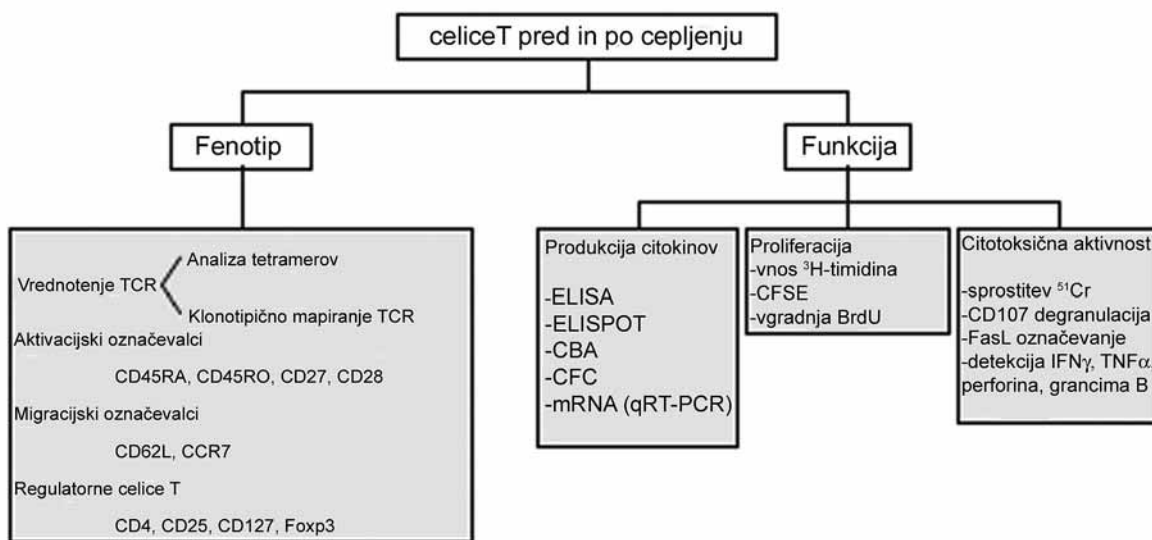 celiceT pred in po cepljenju
Fenotip
Funkcija
Vrednotenje TCR
Analiza tetramerov
Klonotipično mapiranje TCR
Aktivacijski označevalci
CD45RA, CD45RO, CD27, CD28
Migracijski označevalci
CD62L, CCR7
Regulatorne celice T
CD4, CD25, CD127, Foxp3
Produkcija citokinov
-ELISA
-ELISPOT
-CBA
-CFC
-mRNA (qRT-PCR)
Proliferacija
-vnos ³H-timidina
-CFSE
-vgradnja BrdU
Citotoksična aktivnost
-sprostitev ⁵¹Cr
-CD107 degranulacija
-FasL označevanje
-detekcija IFNγ, TNFα,
perforina, grancima B